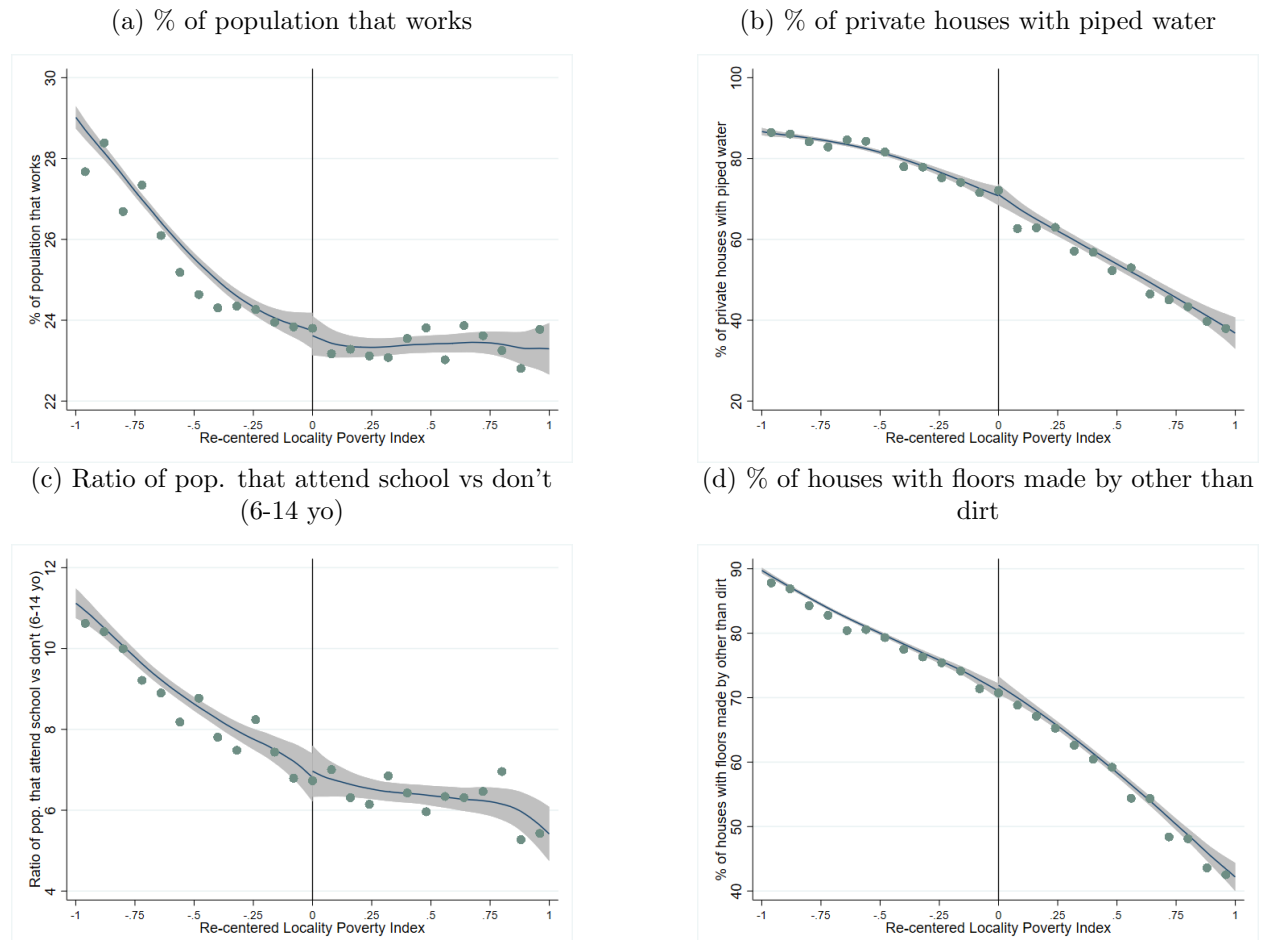 (a) % of population that works
% of population that works
30
28
26
24
22
-1 -.75 -.5 -.25 0 .25 .5 .75 1
Re-centered Locality Poverty Index
(b) % of private houses with piped water
% of private houses with piped water
100
80
60
40
20
-1 -.75 -.5 -.25 0 .25 .5 .75 1
Re-centered Locality Poverty Index
(c) Ratio of pop. that attend school vs don't
(6-14 yo)
Ratio of pop. that attend school vs don't (6-14 yo)
12
10
8
6
4
-1 -.75 -.5 -.25 0 .25 .5 .75 1
Re-centered Locality Poverty Index
(d) % of houses with floors made by other than
dirt
% of houses with floors made by other than dirt
90
80
70
60
50
40
-1 -.75 -.5 -.25 0 .25 .5 .75 1
Re-centered Locality Poverty Index